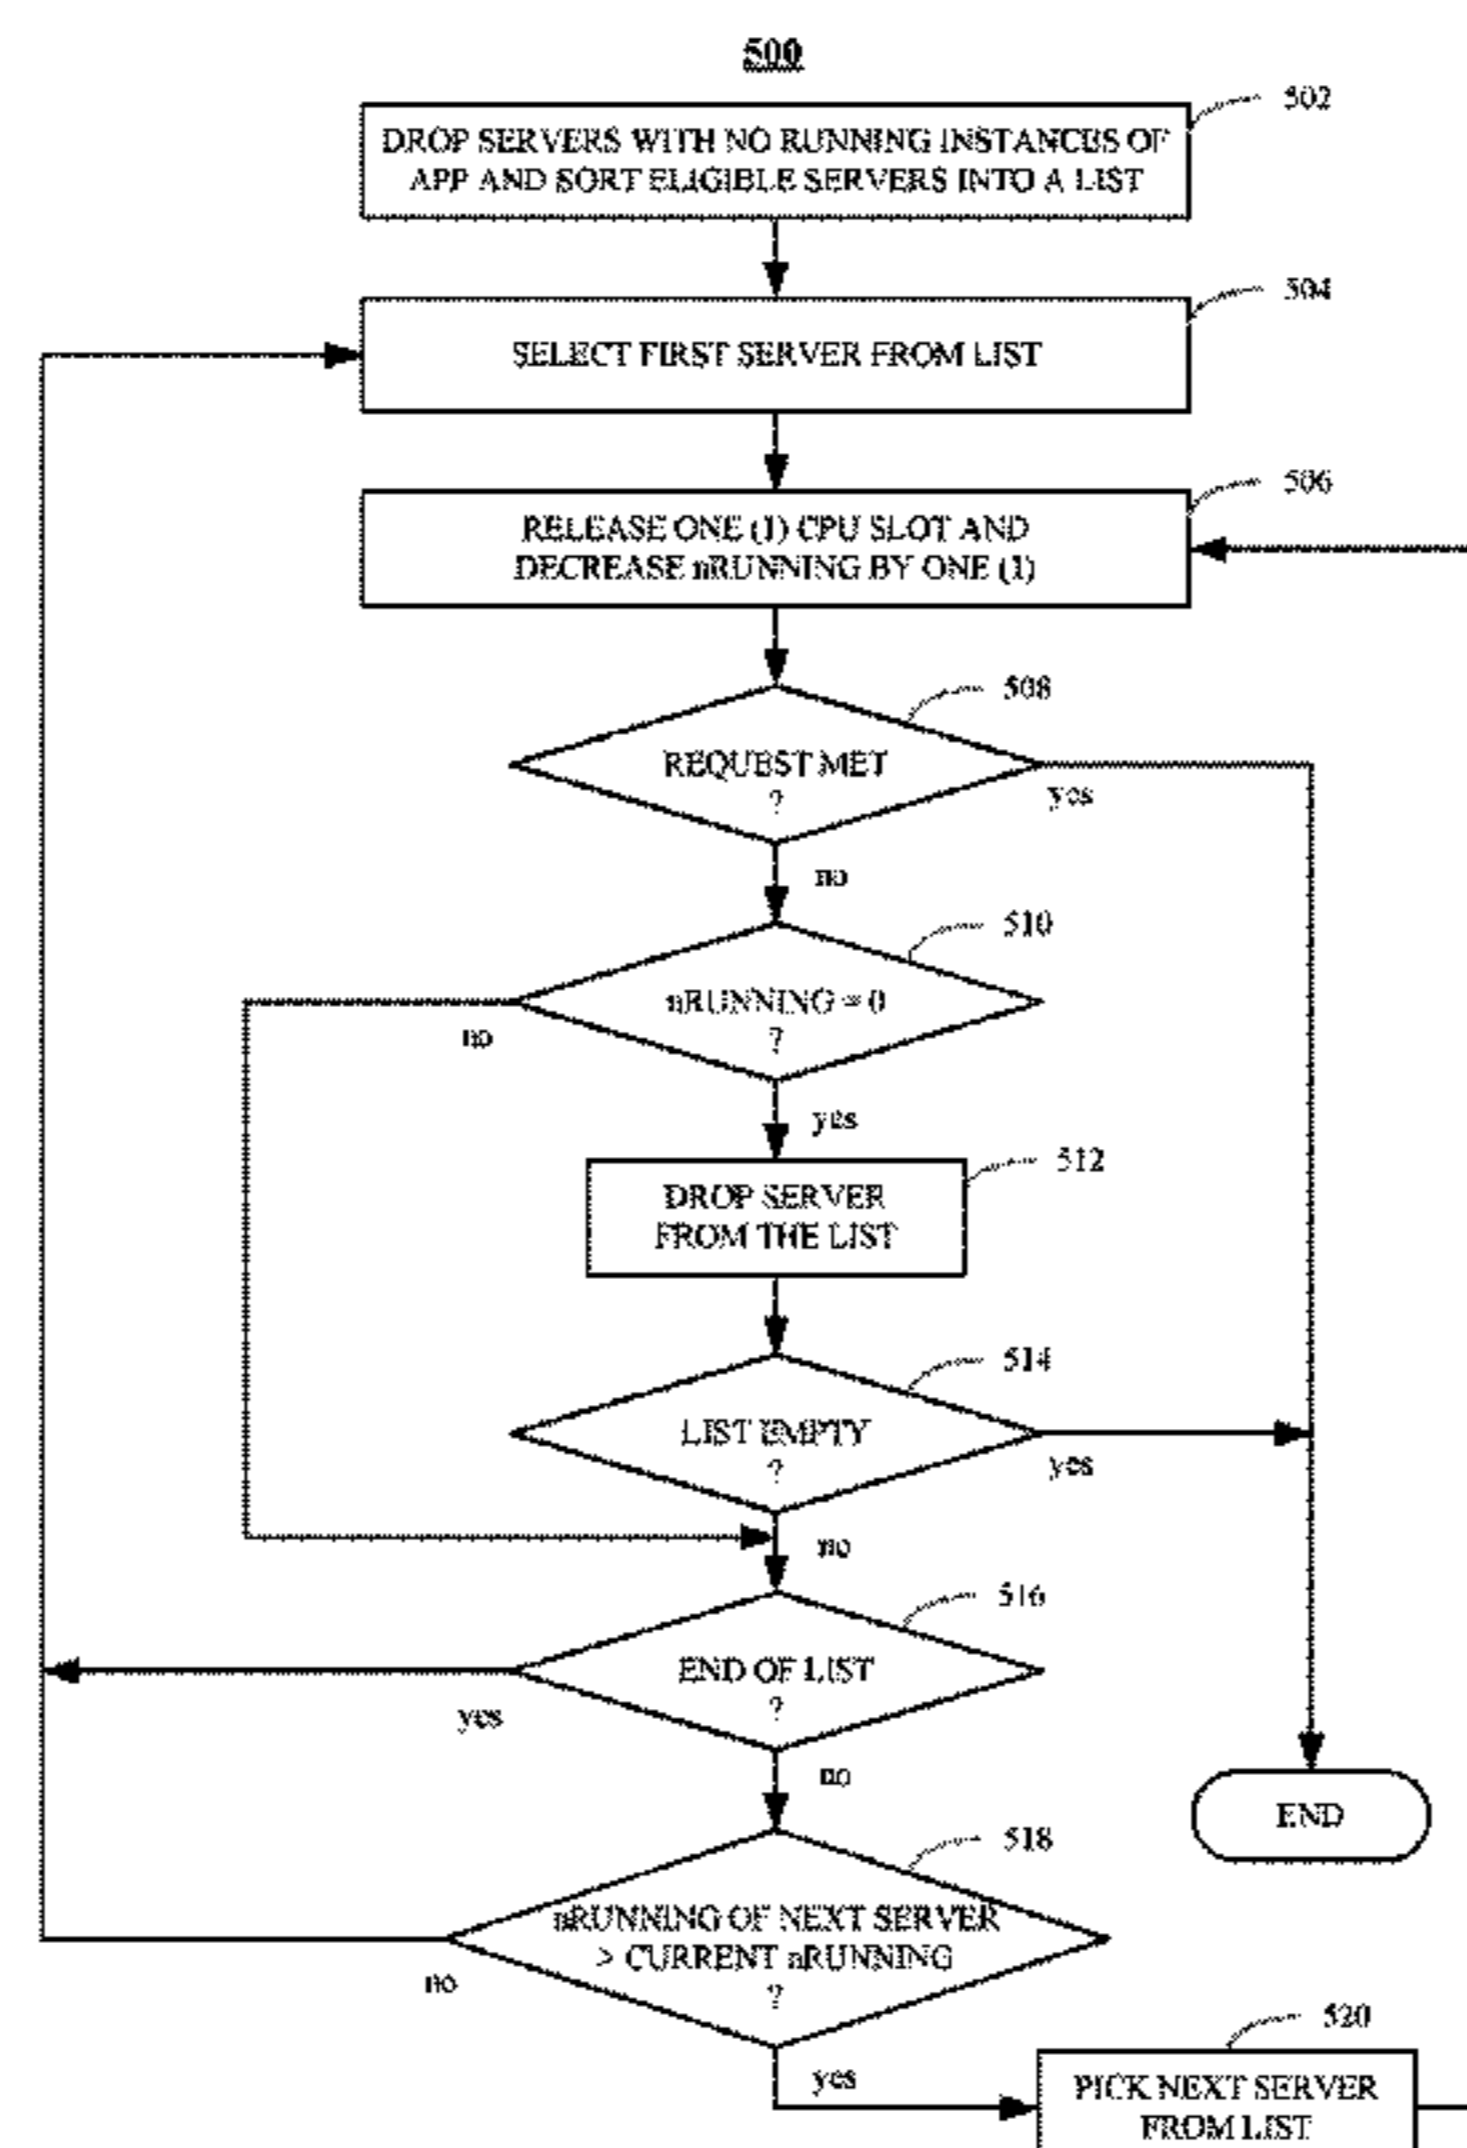 500
502
DROP SERVERS WITH NO RUNNING INSTANCES OF
APP AND SORT ELIGIBLE SERVERS INTO A LIST
504
SELECT FIRST SERVER FROM LIST
506
RELEASE ONE (1) CPU SLOT AND
DECREASE nRUNNING BY ONE (1)
508
REQUEST MET
?
yes
no
510
nRUNNING = 0
?
no
yes
512
DROP SERVER
FROM THE LIST
514
LIST EMPTY
?
yes
no
516
END OF LIST
?
yes
no
END
518
nRUNNING OF NEXT SERVER
> CURRENT nRUNNING
?
no
yes
520
PICK NEXT SERVER
FROM LIST